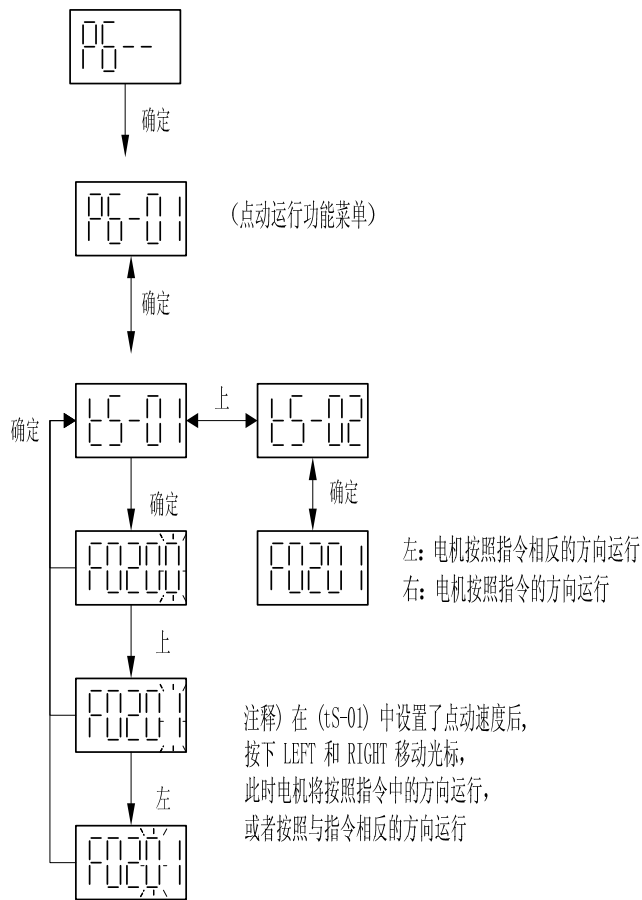 P6--
确定
P6-01
(点动运行功能菜单)
确定
确定
tS-01
上
tS-02
确定
确定
F0200
F0201
左: 电机按照指令相反的方向运行
右: 电机按照指令的方向运行
上
F0201
注释) 在 (tS-01) 中设置了点动速度后,
按下 LEFT 和 RIGHT 移动光标,
此时电机将按照指令中的方向运行,
或者按照与指令相反的方向运行
左
F0201